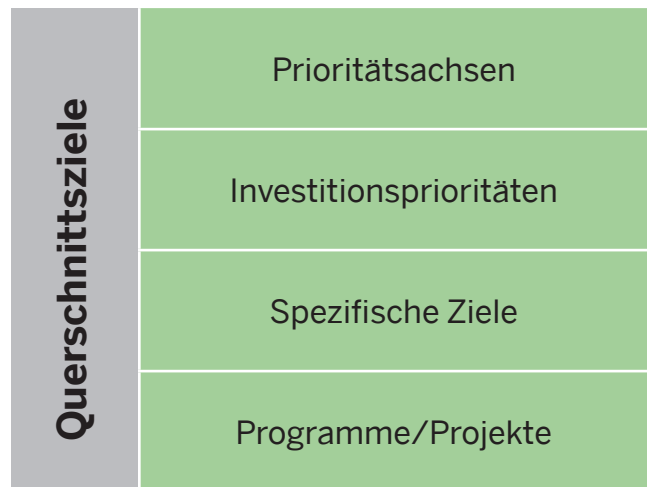 Querschnittsziele
Prioritätsachsen
Investitionsprioritäten
Spezifische Ziele
Programme/Projekte